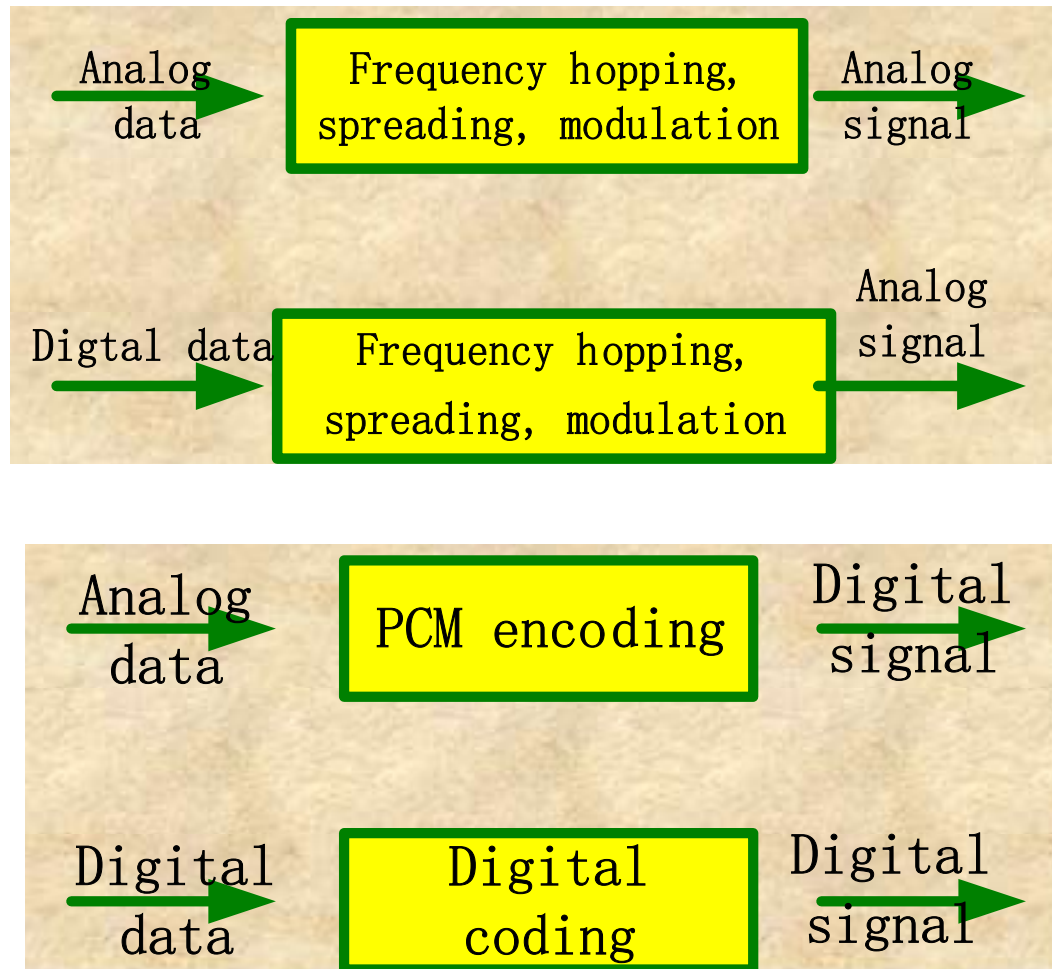 Analog
data
Frequency hopping,
spreading, modulation
Analog
signal
Digtal data
Frequency hopping,
spreading, modulation
Analog
signal
Analog
data
PCM encoding
Digital
signal
Digital
data
Digital
coding
Digital
signal